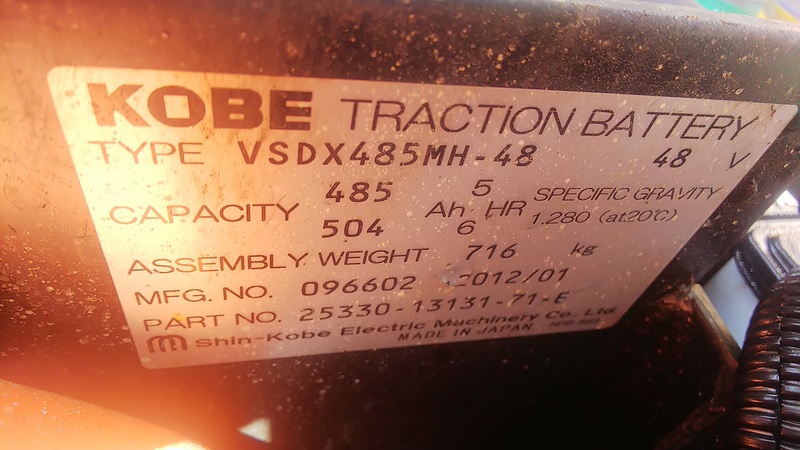 KOBE TRACTION BATTERY
TYPE VSDX485MH-48 48 V
CAPACITY 485 Ah 5 HR SPECIFIC GRAVITY
504 6 1.280 (at20℃)
ASSEMBLY WEIGHT 716 kg
MFG. NO. 096602 2012/01
PART NO. 25330-13131-71-E
Shin-Kobe Electric Machinery Co., Ltd.
MADE IN JAPAN